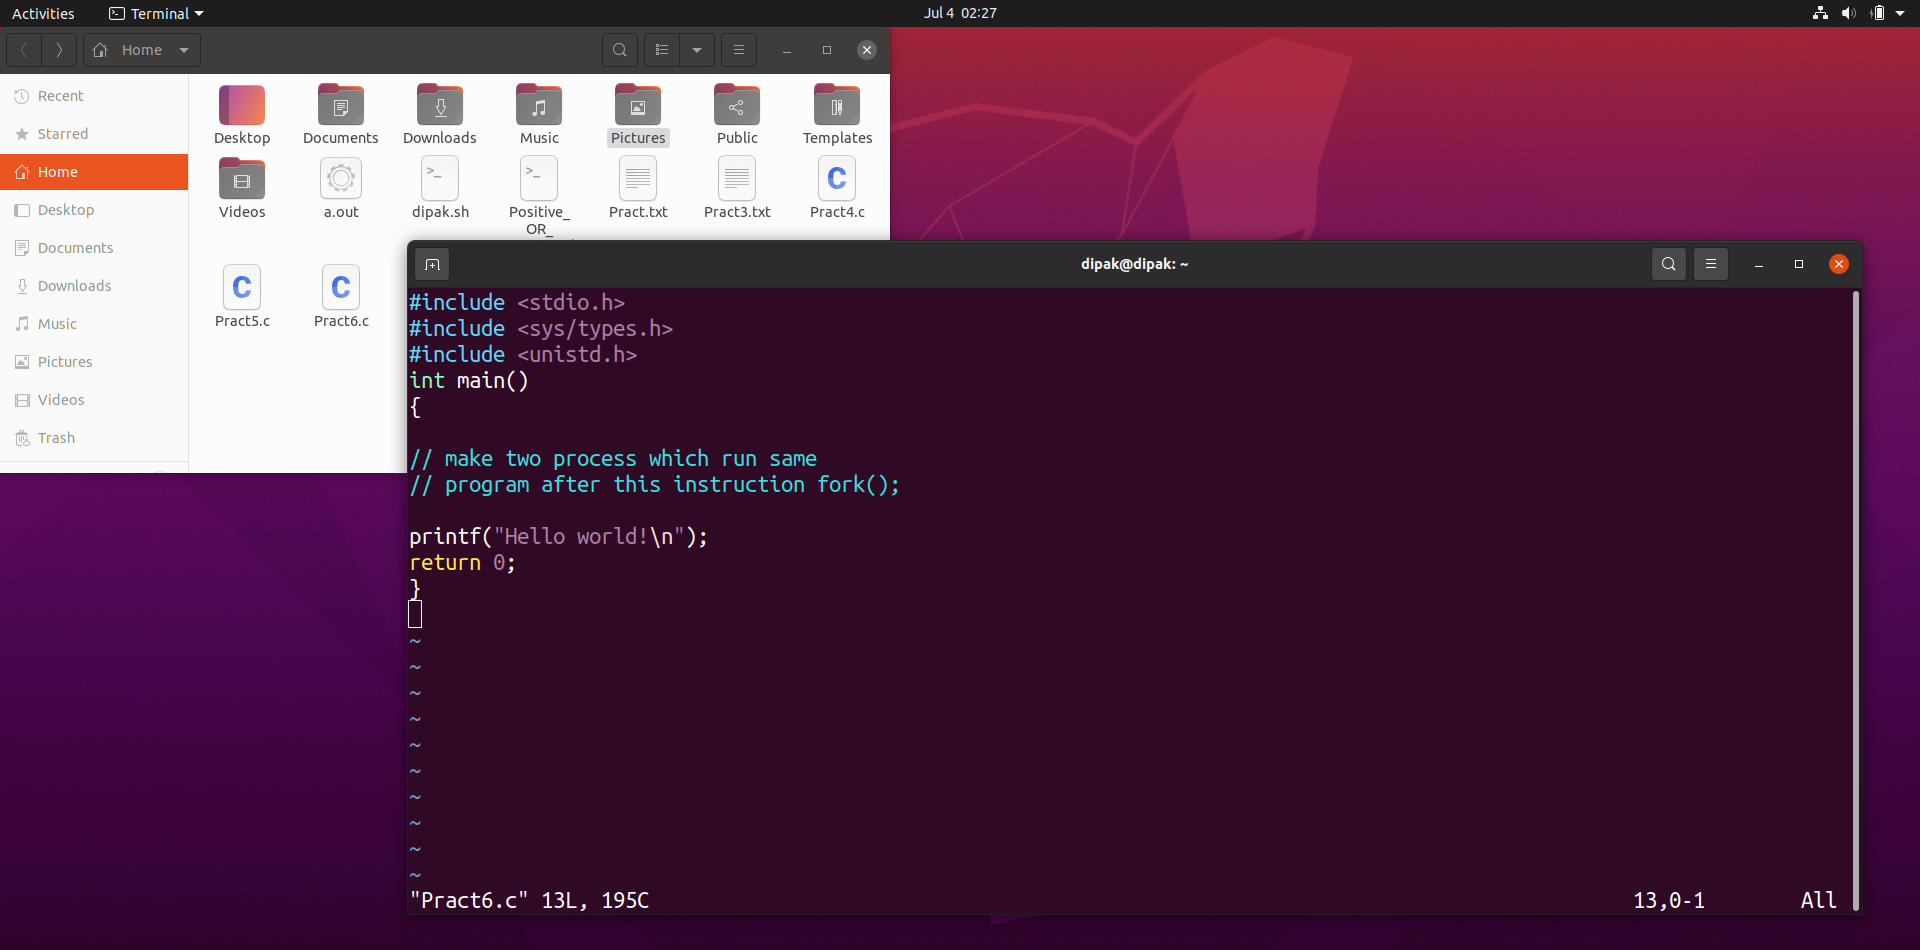 Activities Terminal Jul 4 02:27
Home
Recent
Starred
Home
Desktop
Documents
Downloads
Music
Pictures
Videos
Trash
Desktop Documents Downloads Music Pictures Public Templates
Videos a.out dipak.sh Positive_ Pract.txt Pract3.txt Pract4.c
OR_
Pract5.c Pract6.c
dipak@dipak: ~
#include <stdio.h>
#include <sys/types.h>
#include <unistd.h>
int main()
{
// make two process which run same
// program after this instruction fork();
printf("Hello world!\n");
return 0;
}
~
~
~
~
~
~
~
~
~
~
"Pract6.c" 13L, 195C 13,0-1 All